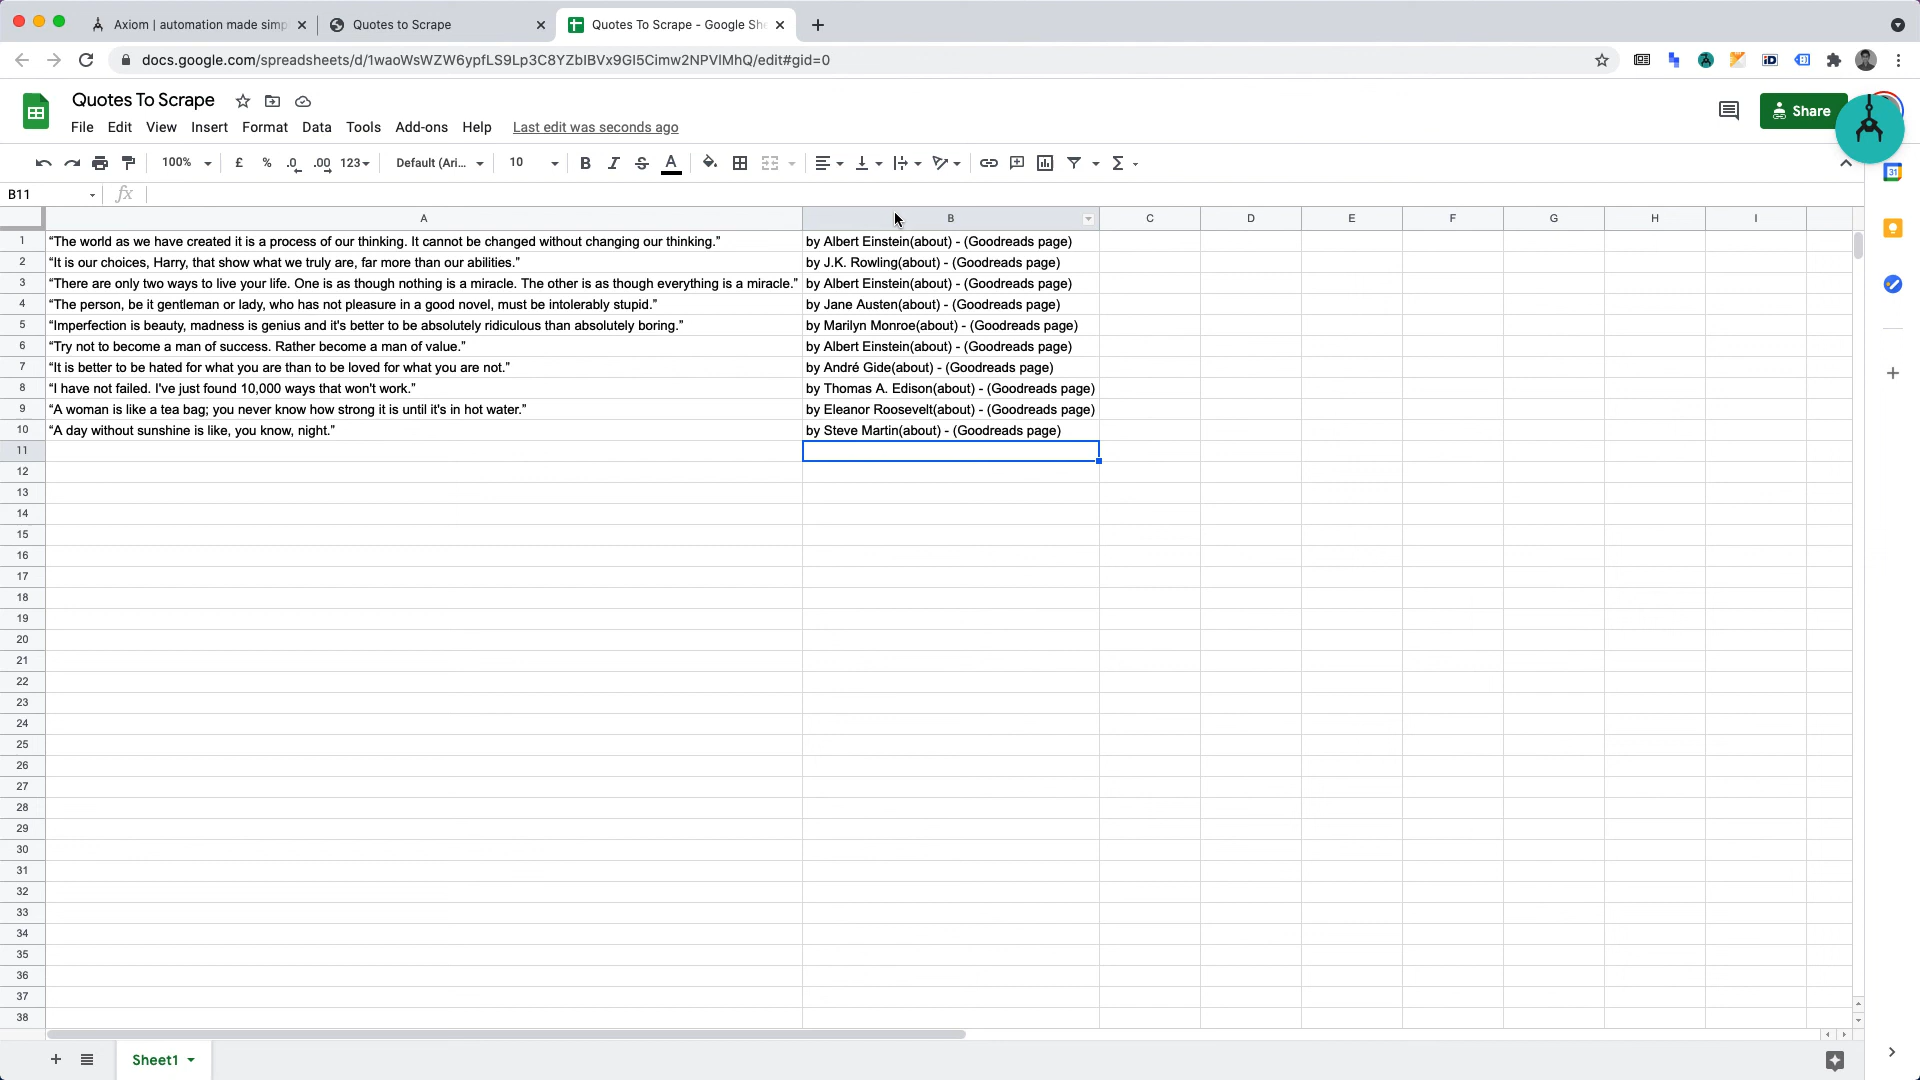 Axiom | automation made simp
Quotes to Scrape
Quotes To Scrape - Google She
docs.google.com/spreadsheets/d/1waoWsWZW6ypfLS9Lp3C8YZbIBVx9GI5Cimw2NPVIMhQ/edit#gid=0
Quotes To Scrape
Share
File Edit View Insert Format Data Tools Add-ons Help Last edit was seconds ago
100% £ % .0 .00 123 Default (Ari... 10 B I S A Σ
31
B11 fx
A B C D E F G H I
1 “The world as we have created it is a process of our thinking. It cannot be changed without changing our thinking.” by Albert Einstein(about) - (Goodreads page)
2 “It is our choices, Harry, that show what we truly are, far more than our abilities.” by J.K. Rowling(about) - (Goodreads page)
3 “There are only two ways to live your life. One is as though nothing is a miracle. The other is as though everything is a miracle.” by Albert Einstein(about) - (Goodreads page)
4 “The person, be it gentleman or lady, who has not pleasure in a good novel, must be intolerably stupid.” by Jane Austen(about) - (Goodreads page)
5 “Imperfection is beauty, madness is genius and it's better to be absolutely ridiculous than absolutely boring.” by Marilyn Monroe(about) - (Goodreads page)
6 “Try not to become a man of success. Rather become a man of value.” by Albert Einstein(about) - (Goodreads page)
7 “It is better to be hated for what you are than to be loved for what you are not.” by André Gide(about) - (Goodreads page)
8 “I have not failed. I've just found 10,000 ways that won't work.” by Thomas A. Edison(about) - (Goodreads page)
9 “A woman is like a tea bag; you never know how strong it is until it's in hot water.” by Eleanor Roosevelt(about) - (Goodreads page)
10 “A day without sunshine is like, you know, night.” by Steve Martin(about) - (Goodreads page)
11
12
13
14
15
16
17
18
19
20
21
22
23
24
25
26
27
28
29
30
31
32
33
34
35
36
37
38
Sheet1